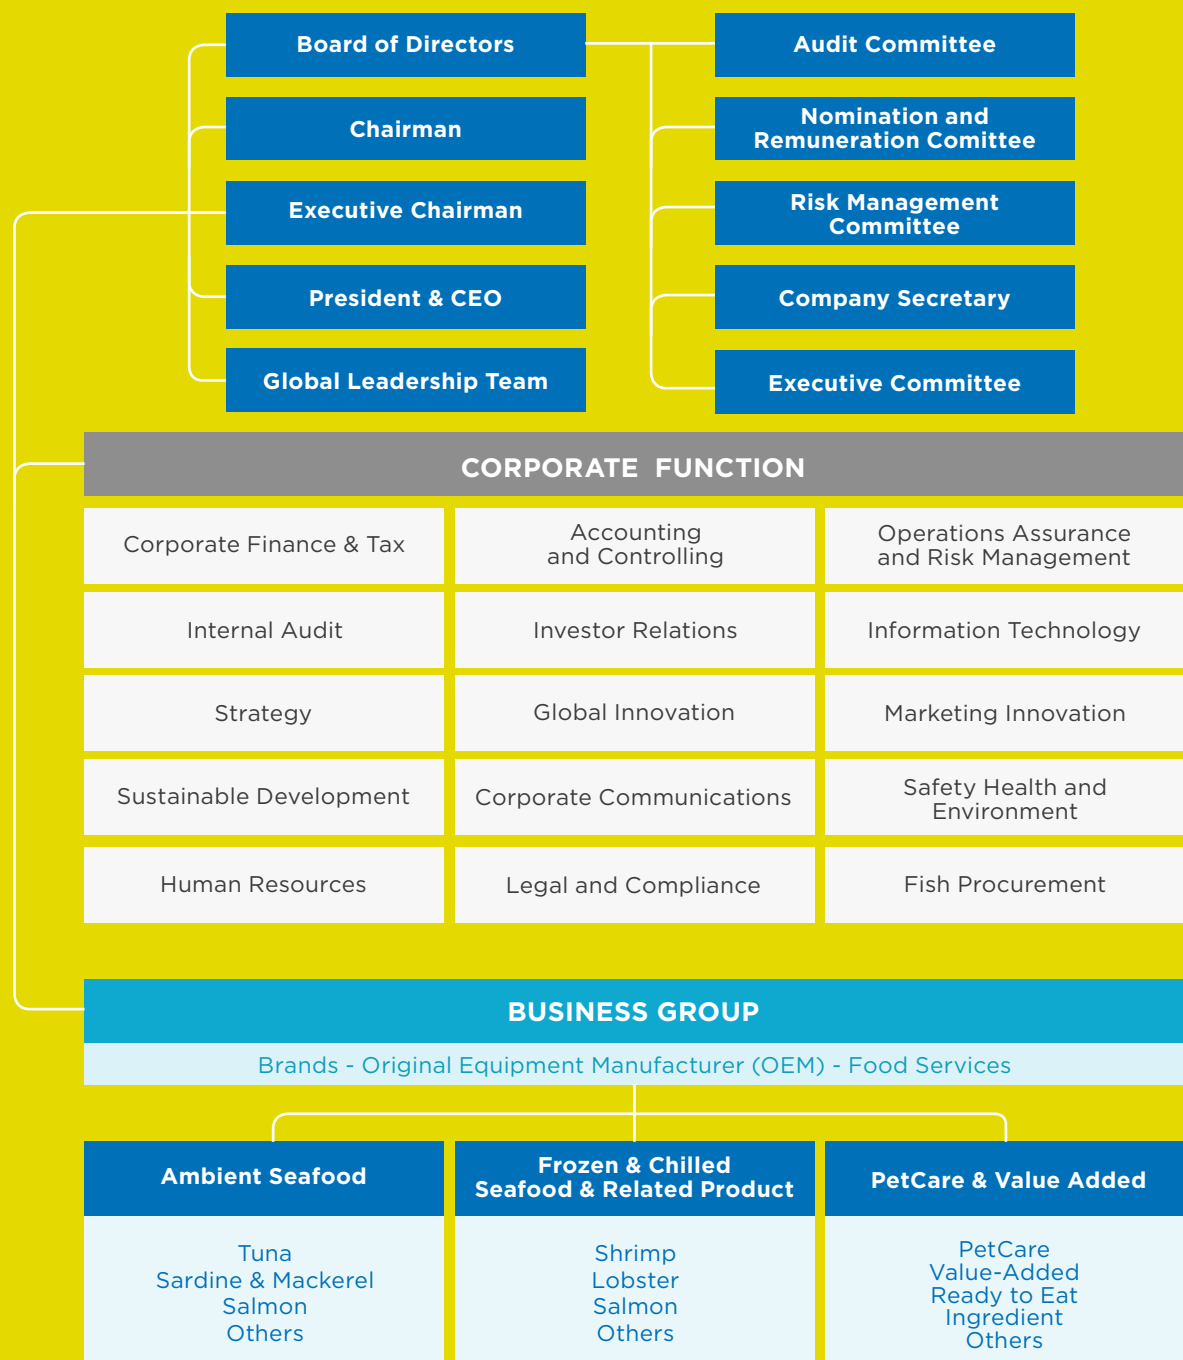 Board of Directors
Audit Committee
Chairman
Nomination and
Remuneration Comittee
Executive Chairman
Risk Management
Committee
President & CEO
Company Secretary
Global Leadership Team
Executive Committee
CORPORATE FUNCTION
Corporate Finance & Tax
Accounting
and Controlling
Operations Assurance
and Risk Management
Internal Audit
Investor Relations
Information Technology
Strategy
Global Innovation
Marketing Innovation
Sustainable Development
Corporate Communications
Safety Health and
Environment
Human Resources
Legal and Compliance
Fish Procurement
BUSINESS GROUP
Brands - Original Equipment Manufacturer (OEM) - Food Services
Ambient Seafood
Tuna
Sardine & Mackerel
Salmon
Others
Frozen & Chilled
Seafood & Related Product
Shrimp
Lobster
Salmon
Others
PetCare & Value Added
PetCare
Value-Added
Ready to Eat
Ingredient
Others